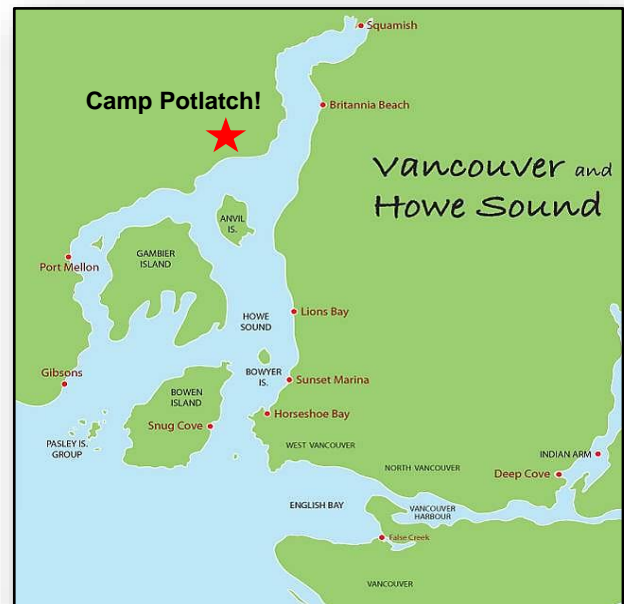 Squamish
Camp Potlatch!
Britannia Beach
Vancouver and
Howe Sound
ANVIL
IS.
GAMBIER
ISLAND
Port Mellon
HOWE
SOUND
Lions Bay
Gibsons
BOWYER
IS.
Sunset Marina
BOWEN
ISLAND
Horseshoe Bay
Snug Cove
PASLEY IS.
GROUP
WEST VANCOUVER
INDIAN ARM
NORTH VANCOUVER
Deep Cove
ENGLISH BAY
VANCOUVER
HARBOUR
False Creek
VANCOUVER